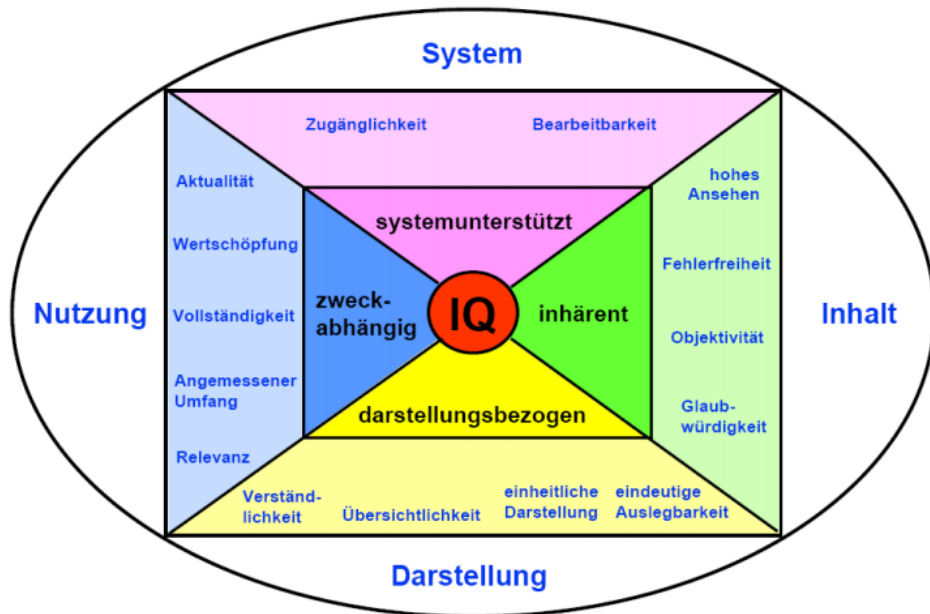 System
Zugänglichkeit
Bearbeitbarkeit
Aktualität
hohes
Ansehen
systemunterstützt
Wertschöpfung
Fehlerfreiheit
Nutzung
Vollständigkeit
zweck-
abhängig
IQ
inhärent
Inhalt
Objektivität
Angemessener
Umfang
darstellungsbezogen
Glaub-
würdigkeit
Relevanz
Verständ-
lichkeit
Übersichtlichkeit
einheitliche
Darstellung
eindeutige
Auslegbarkeit
Darstellung